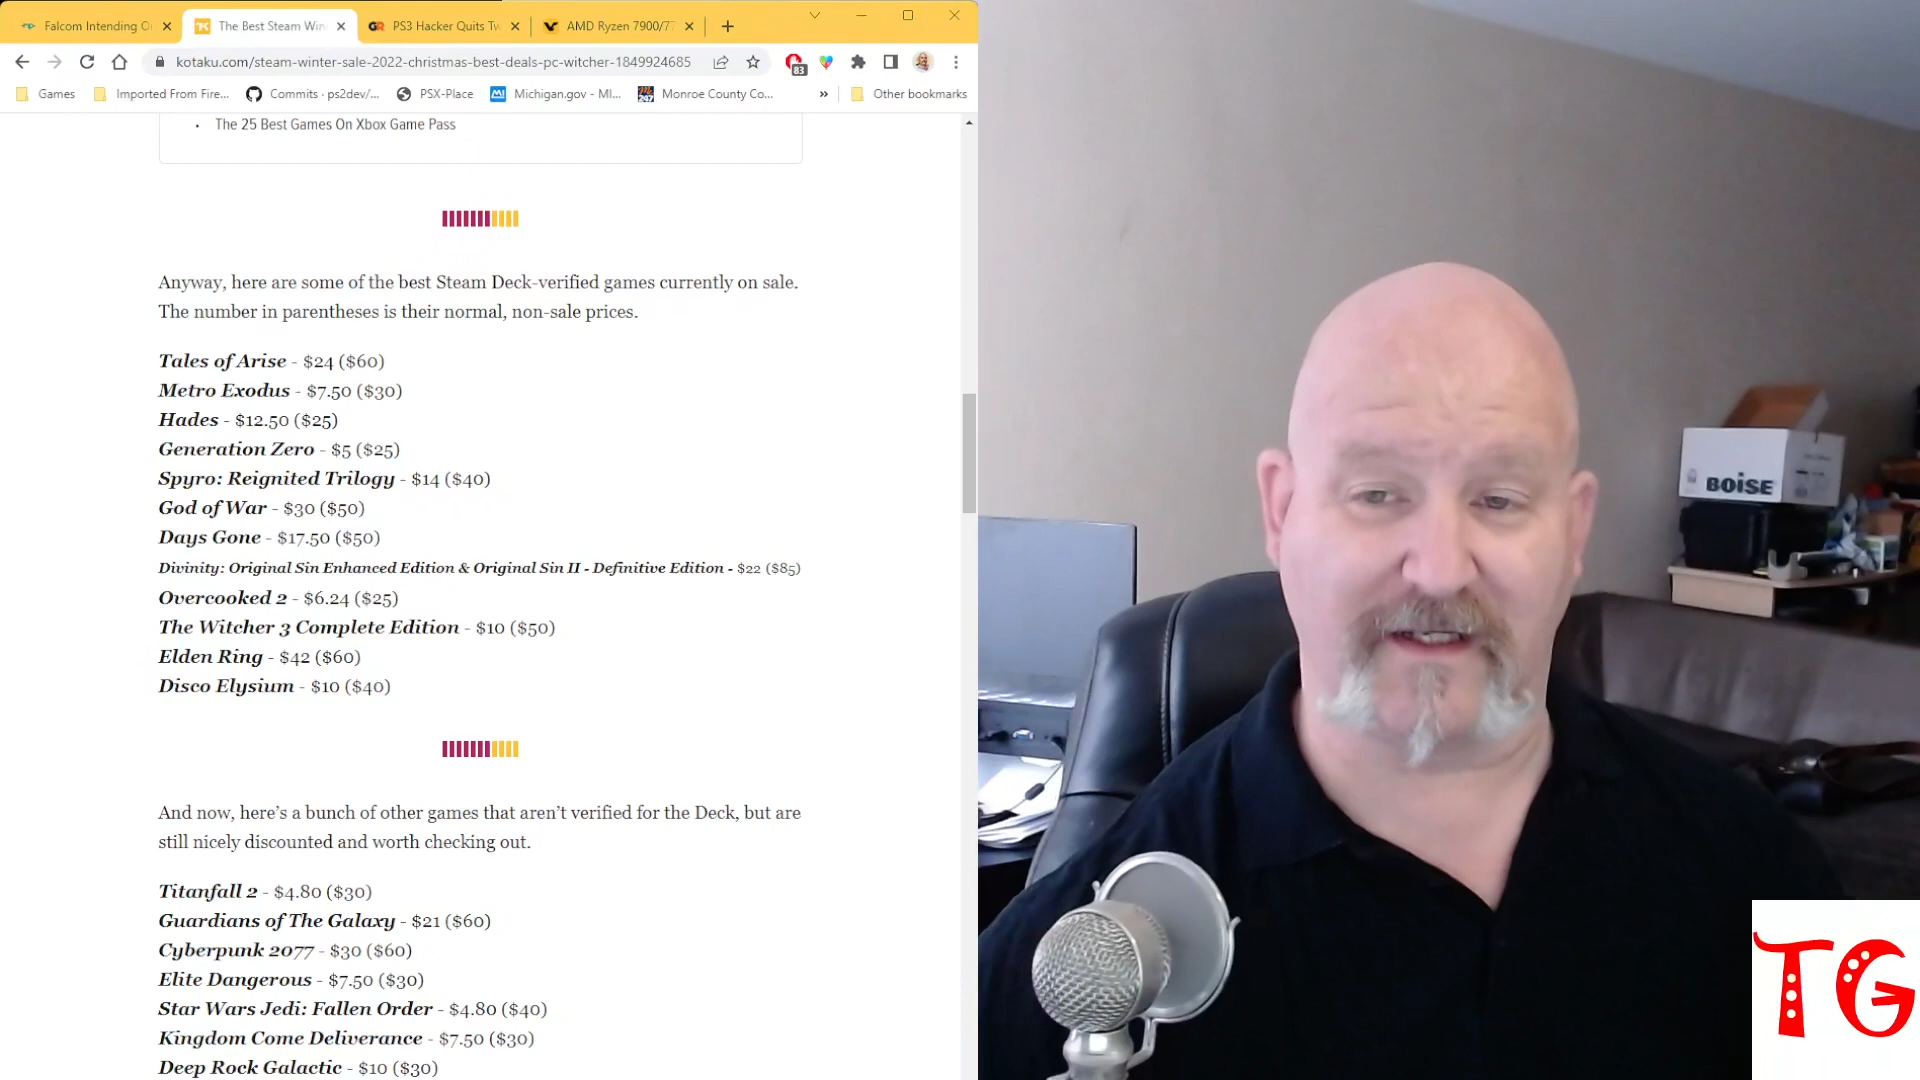 Falcom Intending O
The Best Steam Win
PS3 Hacker Quits Tw
AMD Ryzen 7900/77
kotaku.com/steam-winter-sale-2022-christmas-best-deals-pc-witcher-1849924685
83
Games
Imported From Fire...
Commits · ps2dev/...
PSX-Place
Michigan.gov - MI...
Monroe County Co...
»
Other bookmarks
• The 25 Best Games On Xbox Game Pass
Anyway, here are some of the best Steam Deck-verified games currently on sale.
The number in parentheses is their normal, non-sale prices.
Tales of Arise - $24 ($60)
Metro Exodus - $7.50 ($30)
Hades - $12.50 ($25)
Generation Zero - $5 ($25)
Spyro: Reignited Trilogy - $14 ($40)
God of War - $30 ($50)
Days Gone - $17.50 ($50)
Divinity: Original Sin Enhanced Edition & Original Sin II - Definitive Edition - $22 ($85)
Overcooked 2 - $6.24 ($25)
The Witcher 3 Complete Edition - $10 ($50)
Elden Ring - $42 ($60)
Disco Elysium - $10 ($40)
And now, here’s a bunch of other games that aren’t verified for the Deck, but are
still nicely discounted and worth checking out.
Titanfall 2 - $4.80 ($30)
Guardians of The Galaxy - $21 ($60)
Cyberpunk 2077 - $30 ($60)
Elite Dangerous - $7.50 ($30)
Star Wars Jedi: Fallen Order - $4.80 ($40)
Kingdom Come Deliverance - $7.50 ($30)
Deep Rock Galactic - $10 ($30)
BOISE
TG